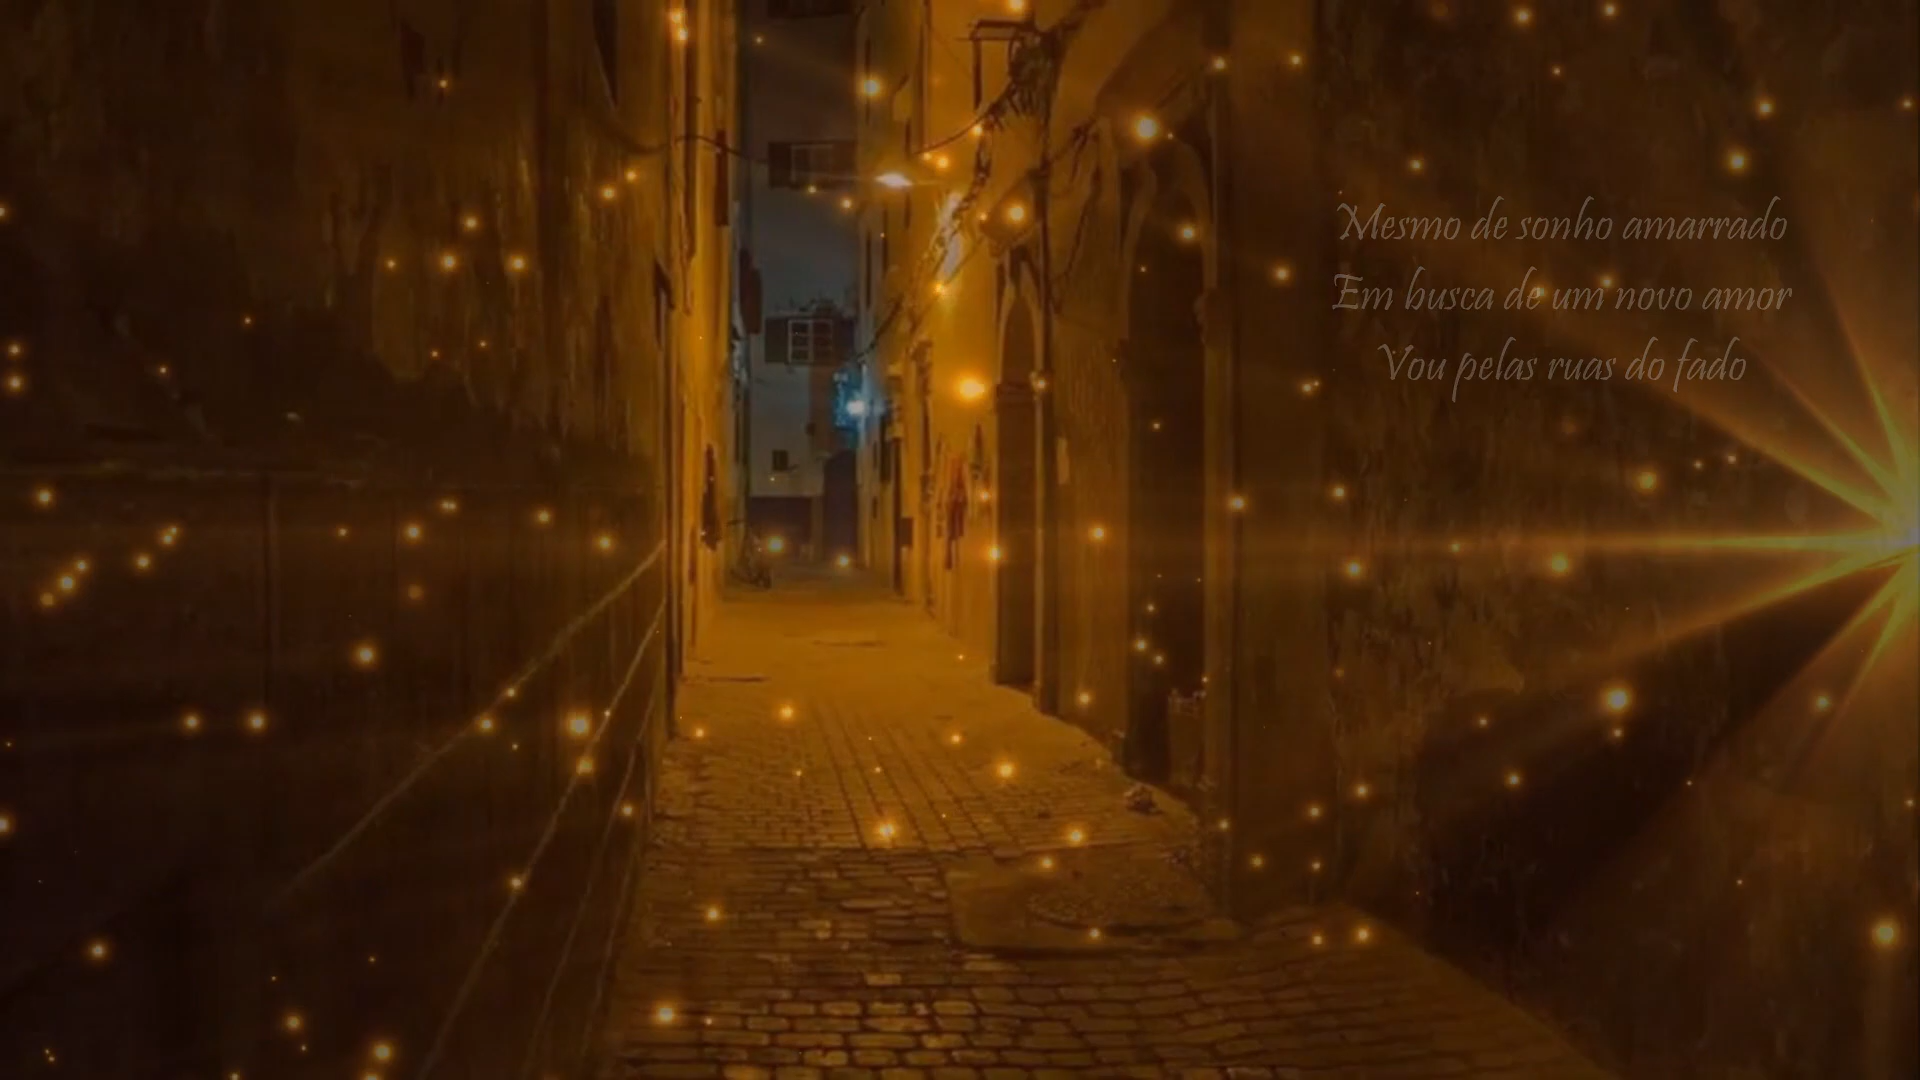 Mesmo de sonho amarrado
Em busca de um novo amor
Vou pelas ruas do fado